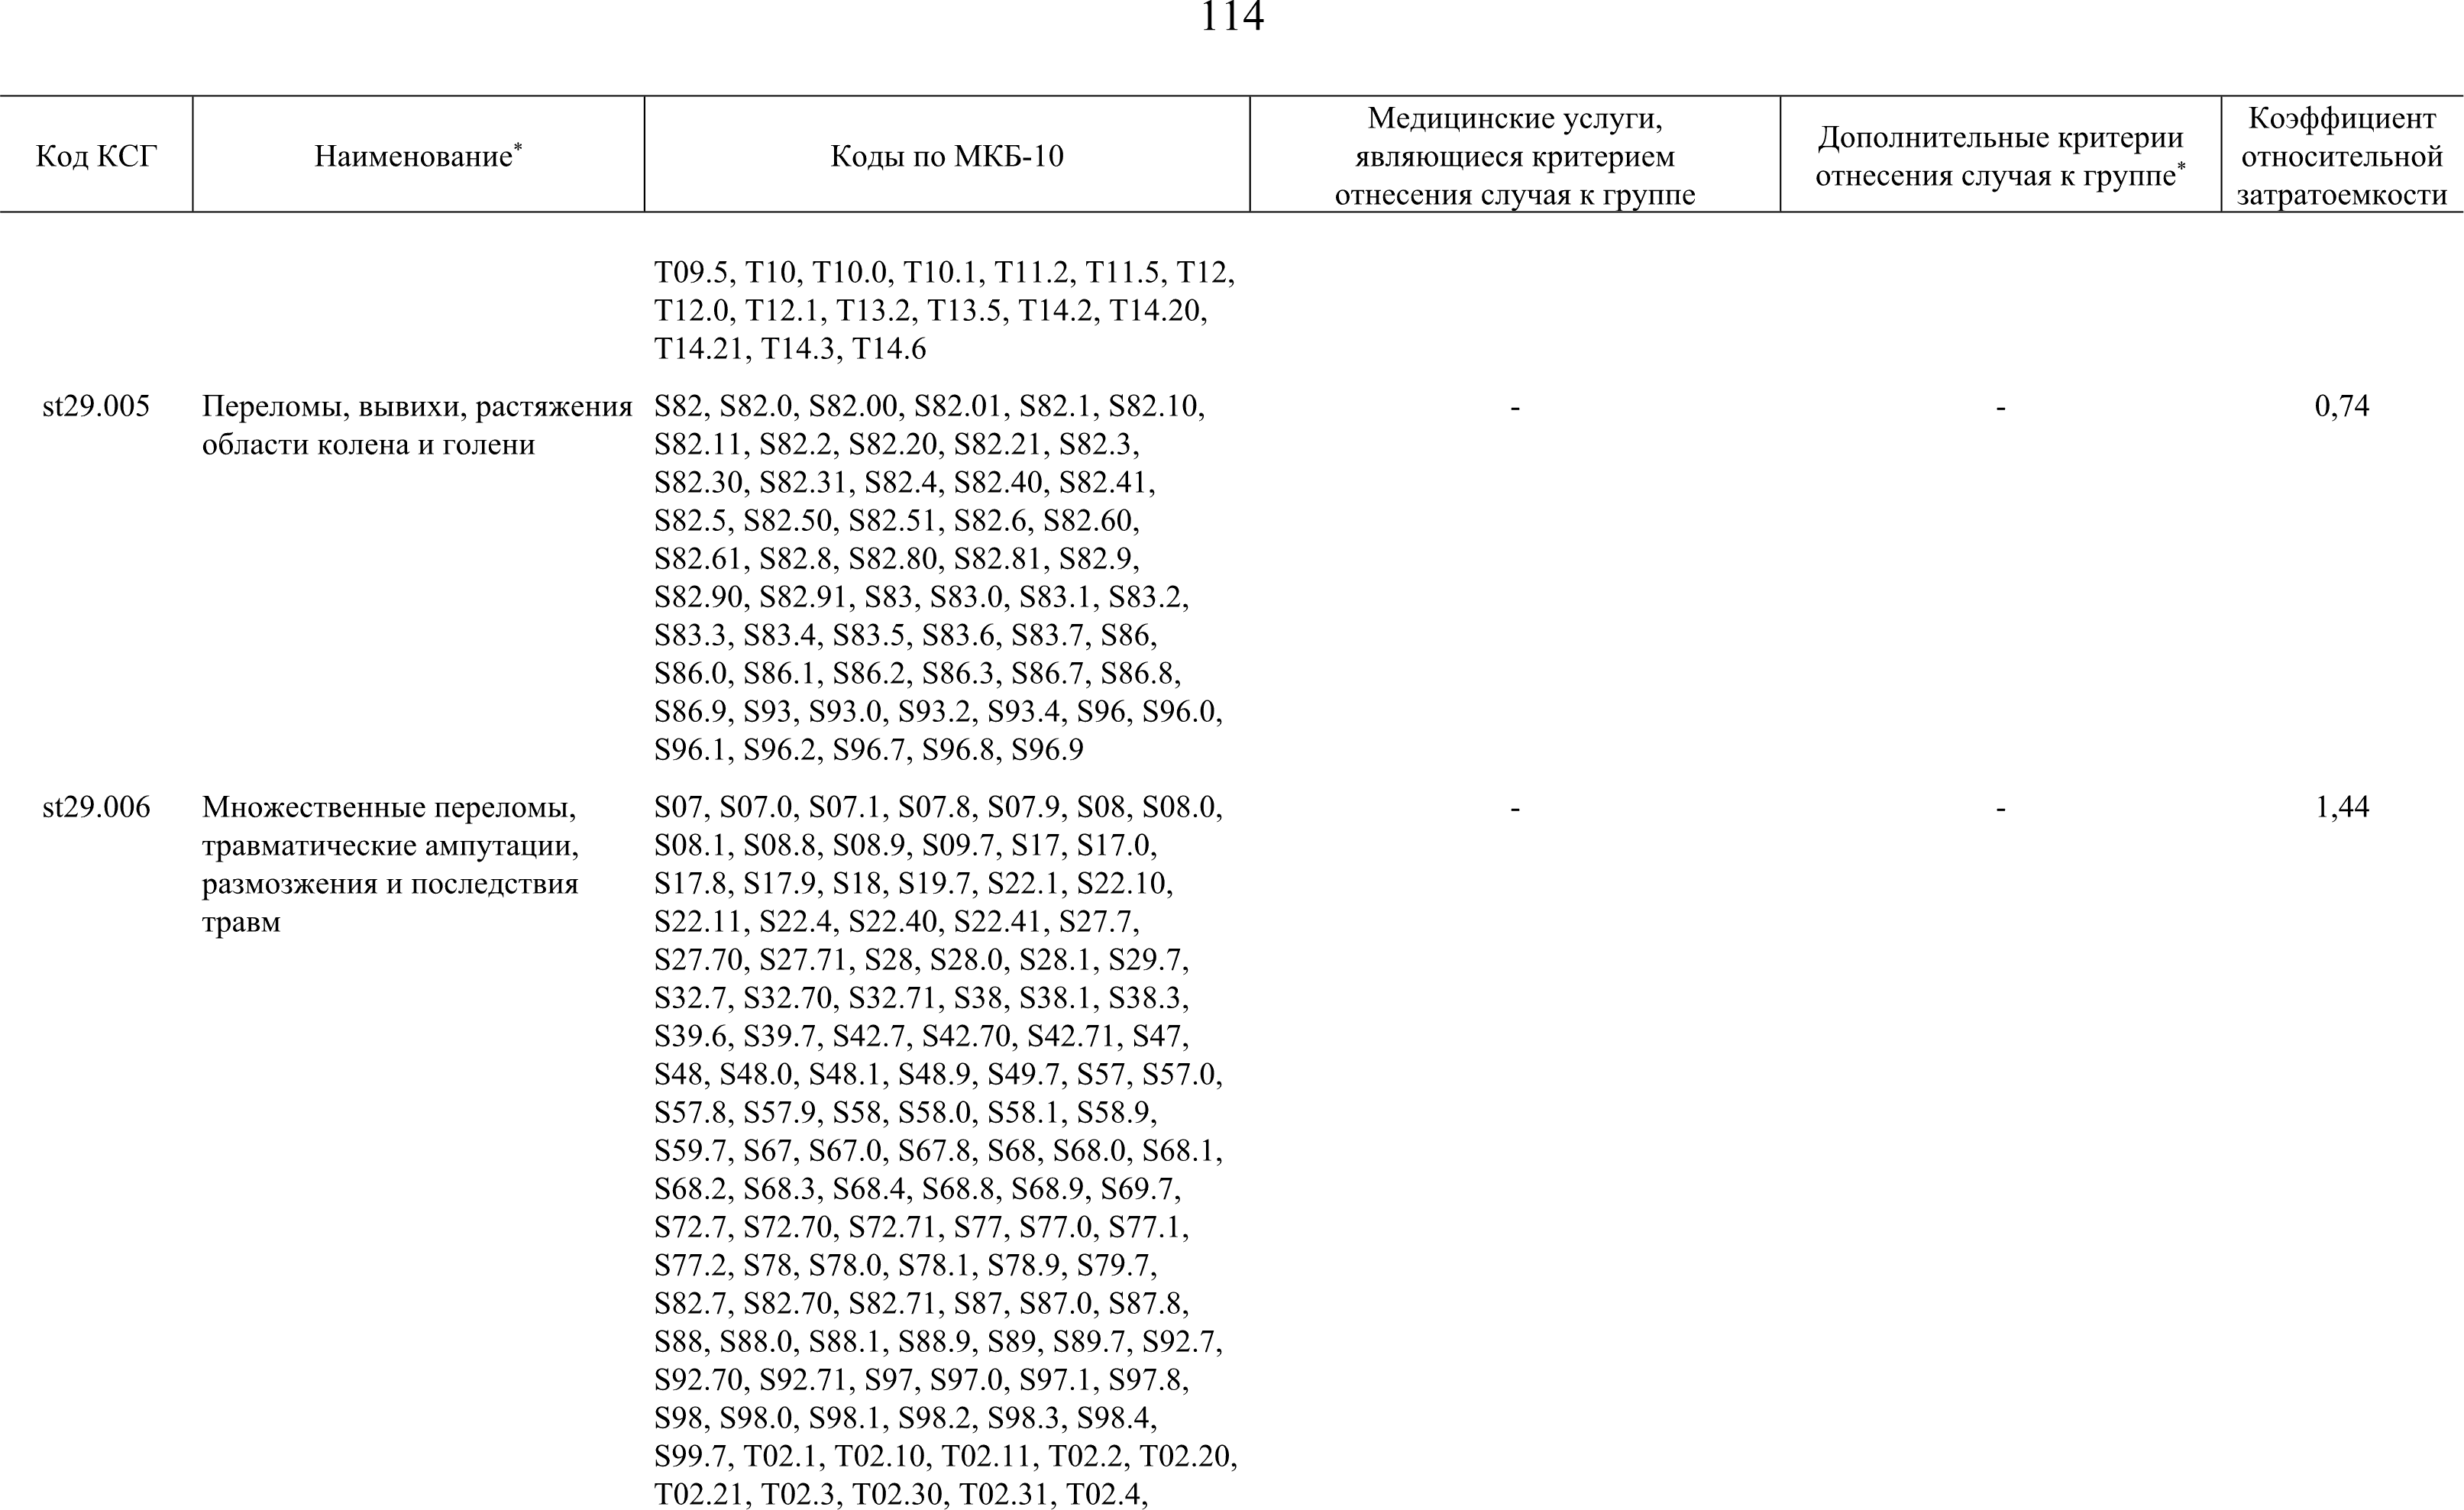 114
Код КСГ
Наименование*
Коды по МКБ-10
Медицинские услуги,
являющиеся критерием
отнесения случая к группе
Дополнительные критерии
отнесения случая к группе*
Коэффициент
относительной
затратоемкости
T09.5, T10, T10.0, T10.1, T11.2, T11.5, T12,
T12.0, T12.1, T13.2, T13.5, T14.2, T14.20,
T14.21, T14.3, T14.6
st29.005
Переломы, вывихи, растяжения
области колена и голени
S82, S82.0, S82.00, S82.01, S82.1, S82.10,
S82.11, S82.2, S82.20, S82.21, S82.3,
S82.30, S82.31, S82.4, S82.40, S82.41,
S82.5, S82.50, S82.51, S82.6, S82.60,
S82.61, S82.8, S82.80, S82.81, S82.9,
S82.90, S82.91, S83, S83.0, S83.1, S83.2,
S83.3, S83.4, S83.5, S83.6, S83.7, S86,
S86.0, S86.1, S86.2, S86.3, S86.7, S86.8,
S86.9, S93, S93.0, S93.2, S93.4, S96, S96.0,
S96.1, S96.2, S96.7, S96.8, S96.9
-
-
0,74
st29.006
Множественные переломы,
травматические ампутации,
размозжения и последствия
травм
S07, S07.0, S07.1, S07.8, S07.9, S08, S08.0,
S08.1, S08.8, S08.9, S09.7, S17, S17.0,
S17.8, S17.9, S18, S19.7, S22.1, S22.10,
S22.11, S22.4, S22.40, S22.41, S27.7,
S27.70, S27.71, S28, S28.0, S28.1, S29.7,
S32.7, S32.70, S32.71, S38, S38.1, S38.3,
S39.6, S39.7, S42.7, S42.70, S42.71, S47,
S48, S48.0, S48.1, S48.9, S49.7, S57, S57.0,
S57.8, S57.9, S58, S58.0, S58.1, S58.9,
S59.7, S67, S67.0, S67.8, S68, S68.0, S68.1,
S68.2, S68.3, S68.4, S68.8, S68.9, S69.7,
S72.7, S72.70, S72.71, S77, S77.0, S77.1,
S77.2, S78, S78.0, S78.1, S78.9, S79.7,
S82.7, S82.70, S82.71, S87, S87.0, S87.8,
S88, S88.0, S88.1, S88.9, S89, S89.7, S92.7,
S92.70, S92.71, S97, S97.0, S97.1, S97.8,
S98, S98.0, S98.1, S98.2, S98.3, S98.4,
S99.7, T02.1, T02.10, T02.11, T02.2, T02.20,
T02.21, T02.3, T02.30, T02.31, T02.4,
-
-
1,44